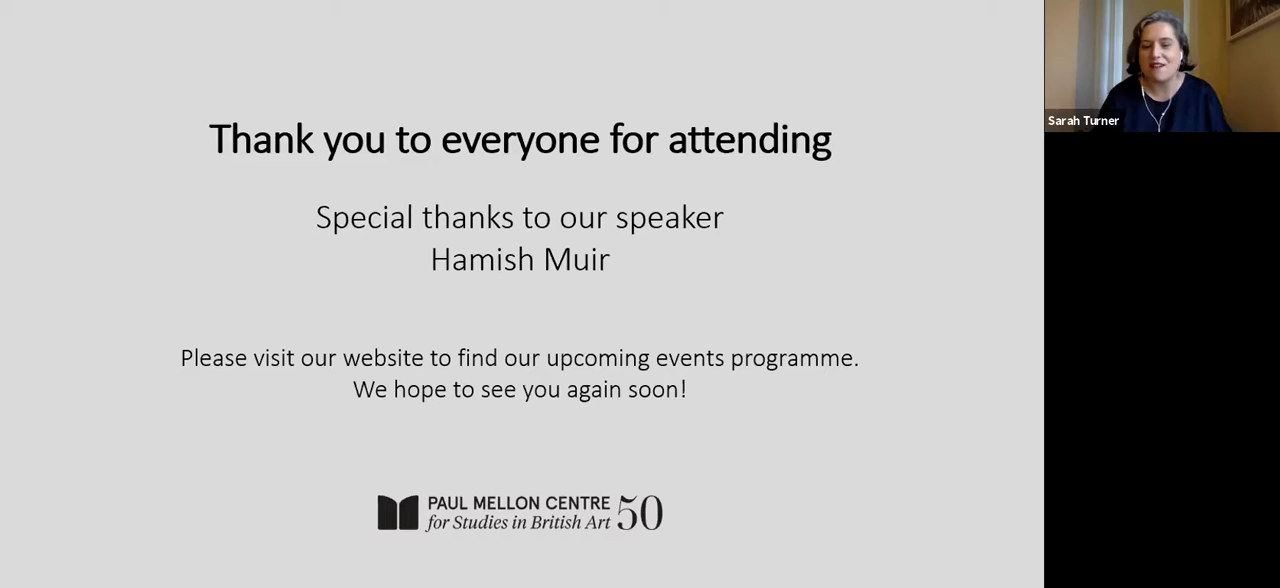 Thank you to everyone for attending
Special thanks to our speaker
Hamish Muir
Please visit our website to find our upcoming events programme.
We hope to see you again soon!
PAUL MELLON CENTRE 50
for Studies in British Art
Sarah Turner